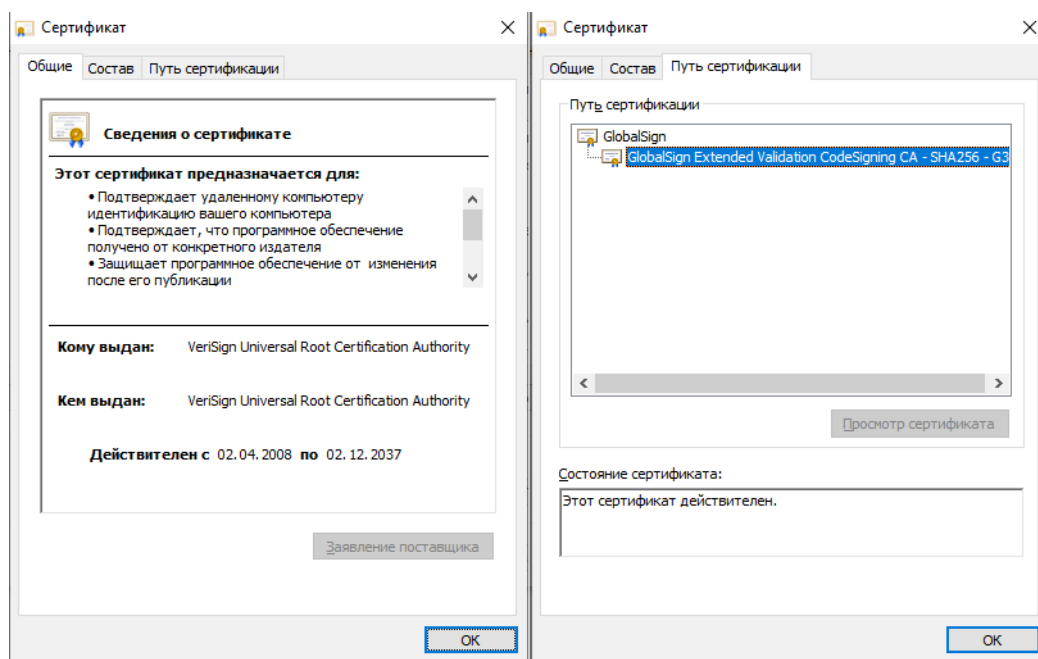 Сертификат
Общие Состав Путь сертификации
Сведения о сертификате
Этот сертификат предназначается для:
• Подтверждает удаленному компьютеру
идентификацию вашего компьютера
• Подтверждает, что программное обеспечение
получено от конкретного издателя
• Защищает программное обеспечение от изменения
после его публикации
Кому выдан: VeriSign Universal Root Certification Authority
Кем выдан: VeriSign Universal Root Certification Authority
Действителен с 02.04.2008 по 02.12.2037
Заявление поставщика
OK
Сертификат
Общие Состав Путь сертификации
Путь сертификации
GlobalSign
GlobalSign Extended Validation CodeSigning CA - SHA256 - G3
Просмотр сертификата
Состояние сертификата:
Этот сертификат действителен.
OK